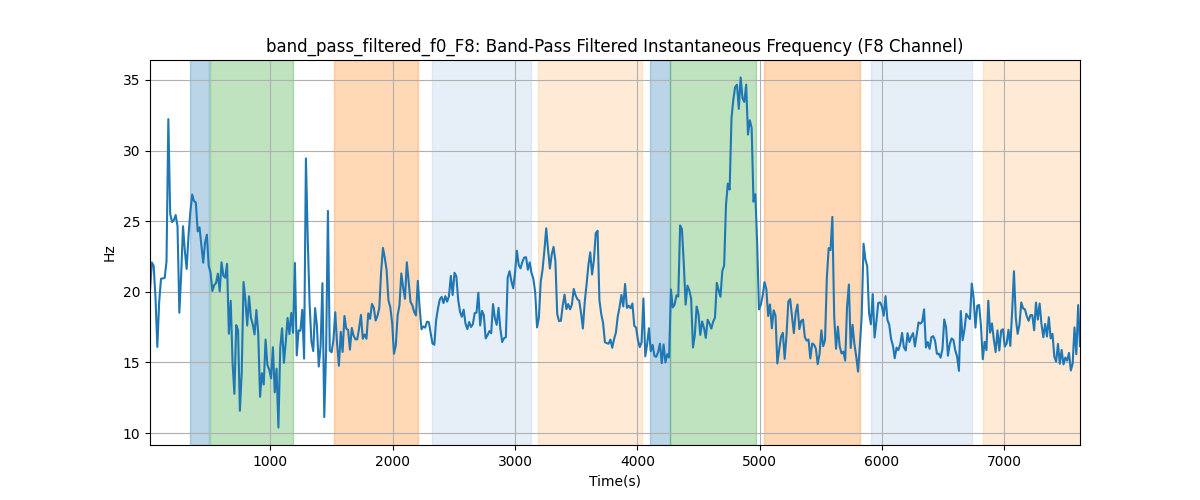 band_pass_filtered_f0_F8: Band-Pass Filtered Instantaneous Frequency (F8 Channel)
35
30
25
20
15
10
Hz
1000 2000 3000 4000 5000 6000 7000
Time(s)